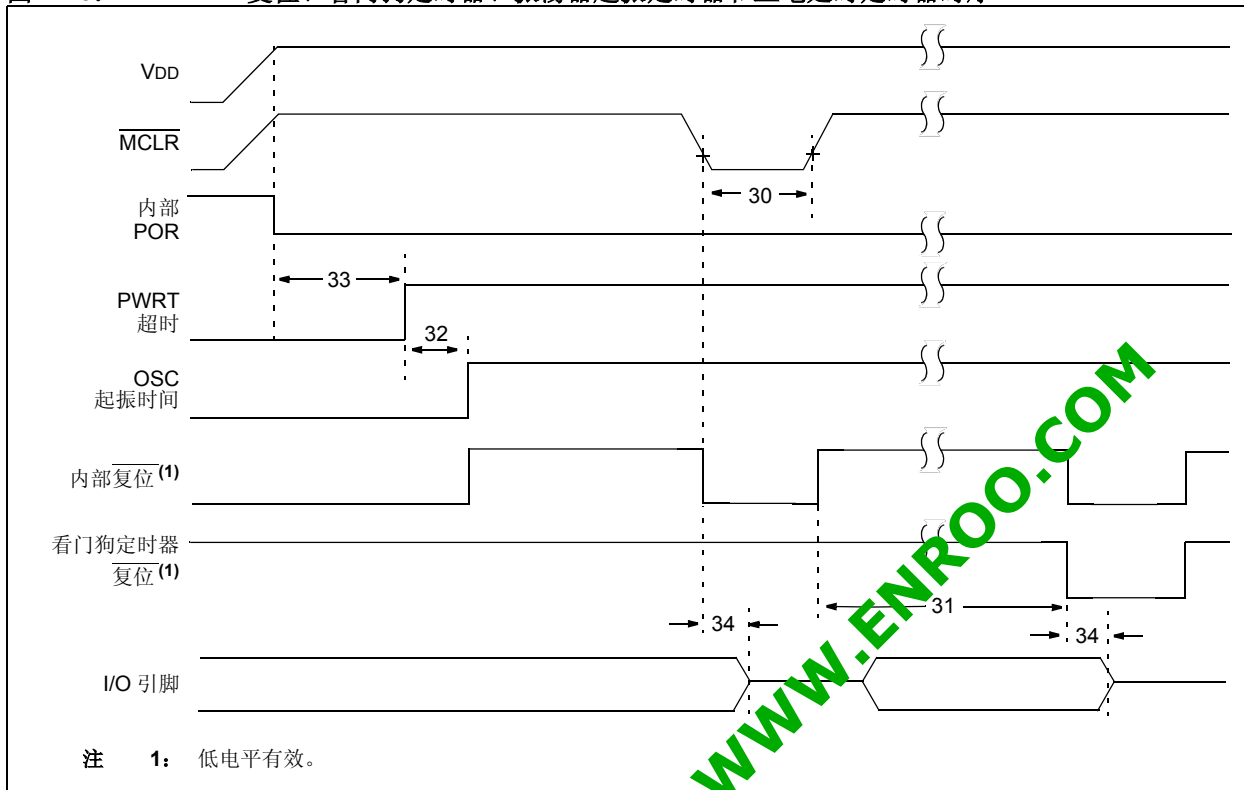 VDD
MCLR
30
内部
POR
33
PWRT
超时
32
OSC
起振时间
内部复位(1)
看门狗定时器
复位(1)
31
34
34
I/O 引脚
注 1: 低电平有效。
WWW.ENROO.COM